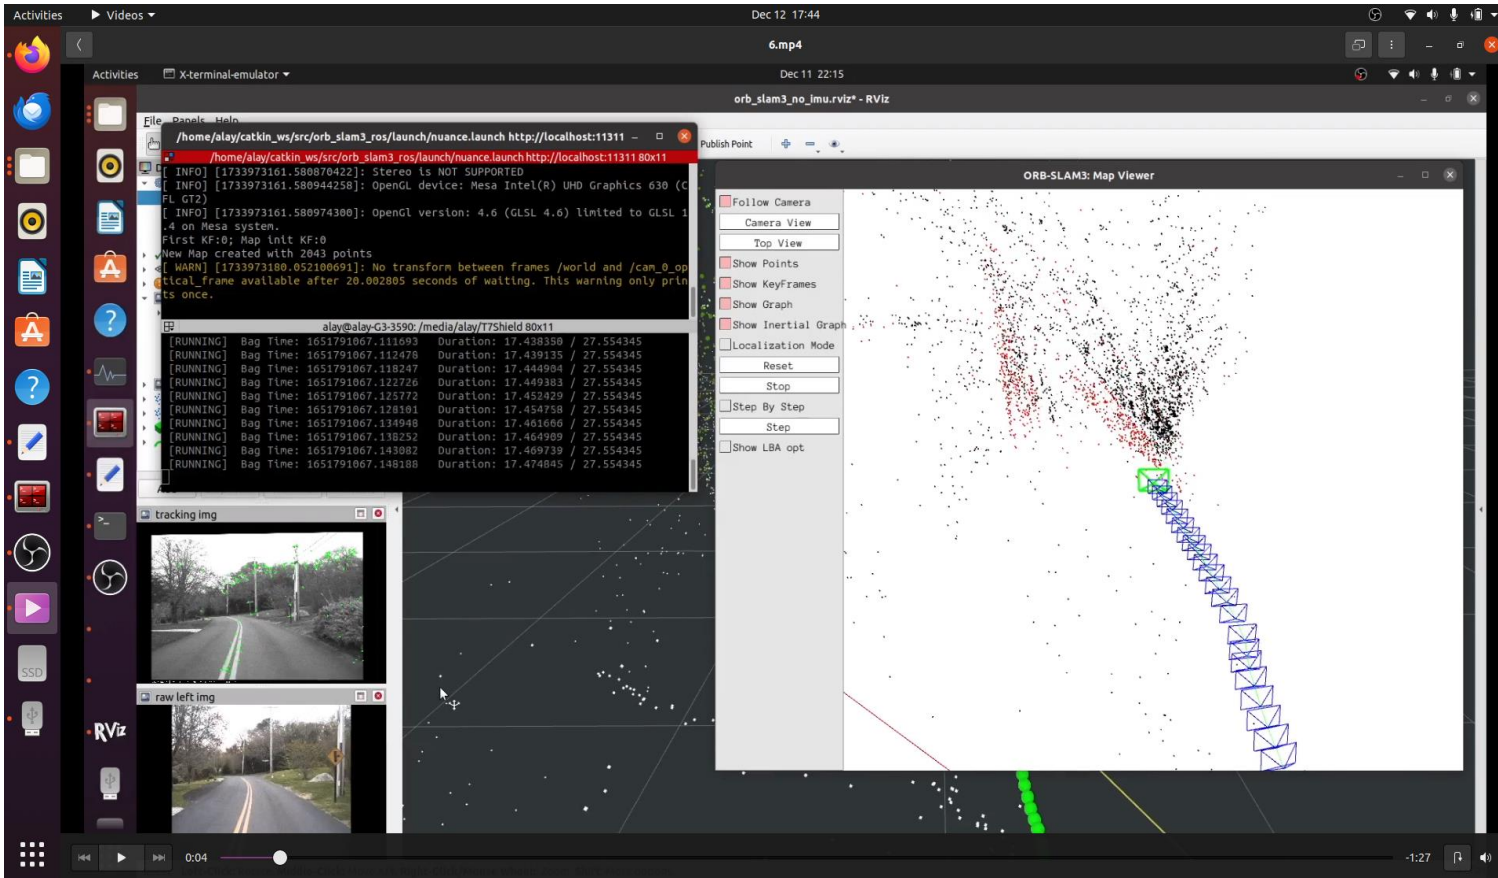 Activities
Videos
Dec 12 17:44
6.mp4
Activities
X-terminal-emulator
Dec 11 22:15
orb_slam3_no_imu.rviz* - RViz
File Panels Help
/home/alay/catkin_ws/src/orb_slam3_ros/launch/nuance.launch http://localhost:11311
Publish Point
/home/alay/catkin_ws/src/orb_slam3_ros/launch/nuance.launch http://localhost:11311 80x11
[ INFO] [1733973161.580870422]: Stereo is NOT SUPPORTED
[ INFO] [1733973161.580944258]: OpenGL device: Mesa Intel(R) UHD Graphics 630 (C
FL GT2)
[ INFO] [1733973161.580974300]: OpenGl version: 4.6 (GLSL 4.6) limited to GLSL 1
.4 on Mesa system.
First KF:0; Map init KF:0
New Map created with 2043 points
[ WARN] [1733973180.052100691]: No transform between frames /world and /cam_0_op
tical_frame available after 20.002805 seconds of waiting. This warning only prin
ts once.
alay@alay-G3-3590: /media/alay/T7Shield 80x11
[RUNNING] Bag Time: 1651791067.111693 Duration: 17.438350 / 27.554345
[RUNNING] Bag Time: 1651791067.112478 Duration: 17.439135 / 27.554345
[RUNNING] Bag Time: 1651791067.118247 Duration: 17.444904 / 27.554345
[RUNNING] Bag Time: 1651791067.122726 Duration: 17.449383 / 27.554345
[RUNNING] Bag Time: 1651791067.125772 Duration: 17.452429 / 27.554345
[RUNNING] Bag Time: 1651791067.128101 Duration: 17.454758 / 27.554345
[RUNNING] Bag Time: 1651791067.134948 Duration: 17.461606 / 27.554345
[RUNNING] Bag Time: 1651791067.138252 Duration: 17.464909 / 27.554345
[RUNNING] Bag Time: 1651791067.143082 Duration: 17.469739 / 27.554345
[RUNNING] Bag Time: 1651791067.148188 Duration: 17.474845 / 27.554345
ORB-SLAM3: Map Viewer
Follow Camera
Camera View
Top View
Show Points
Show KeyFrames
Show Graph
Show Inertial Graph
Localization Mode
Reset
Stop
Step By Step
Step
Show LBA opt
tracking img
raw left img
SSD
RViz
0:04
-1:27